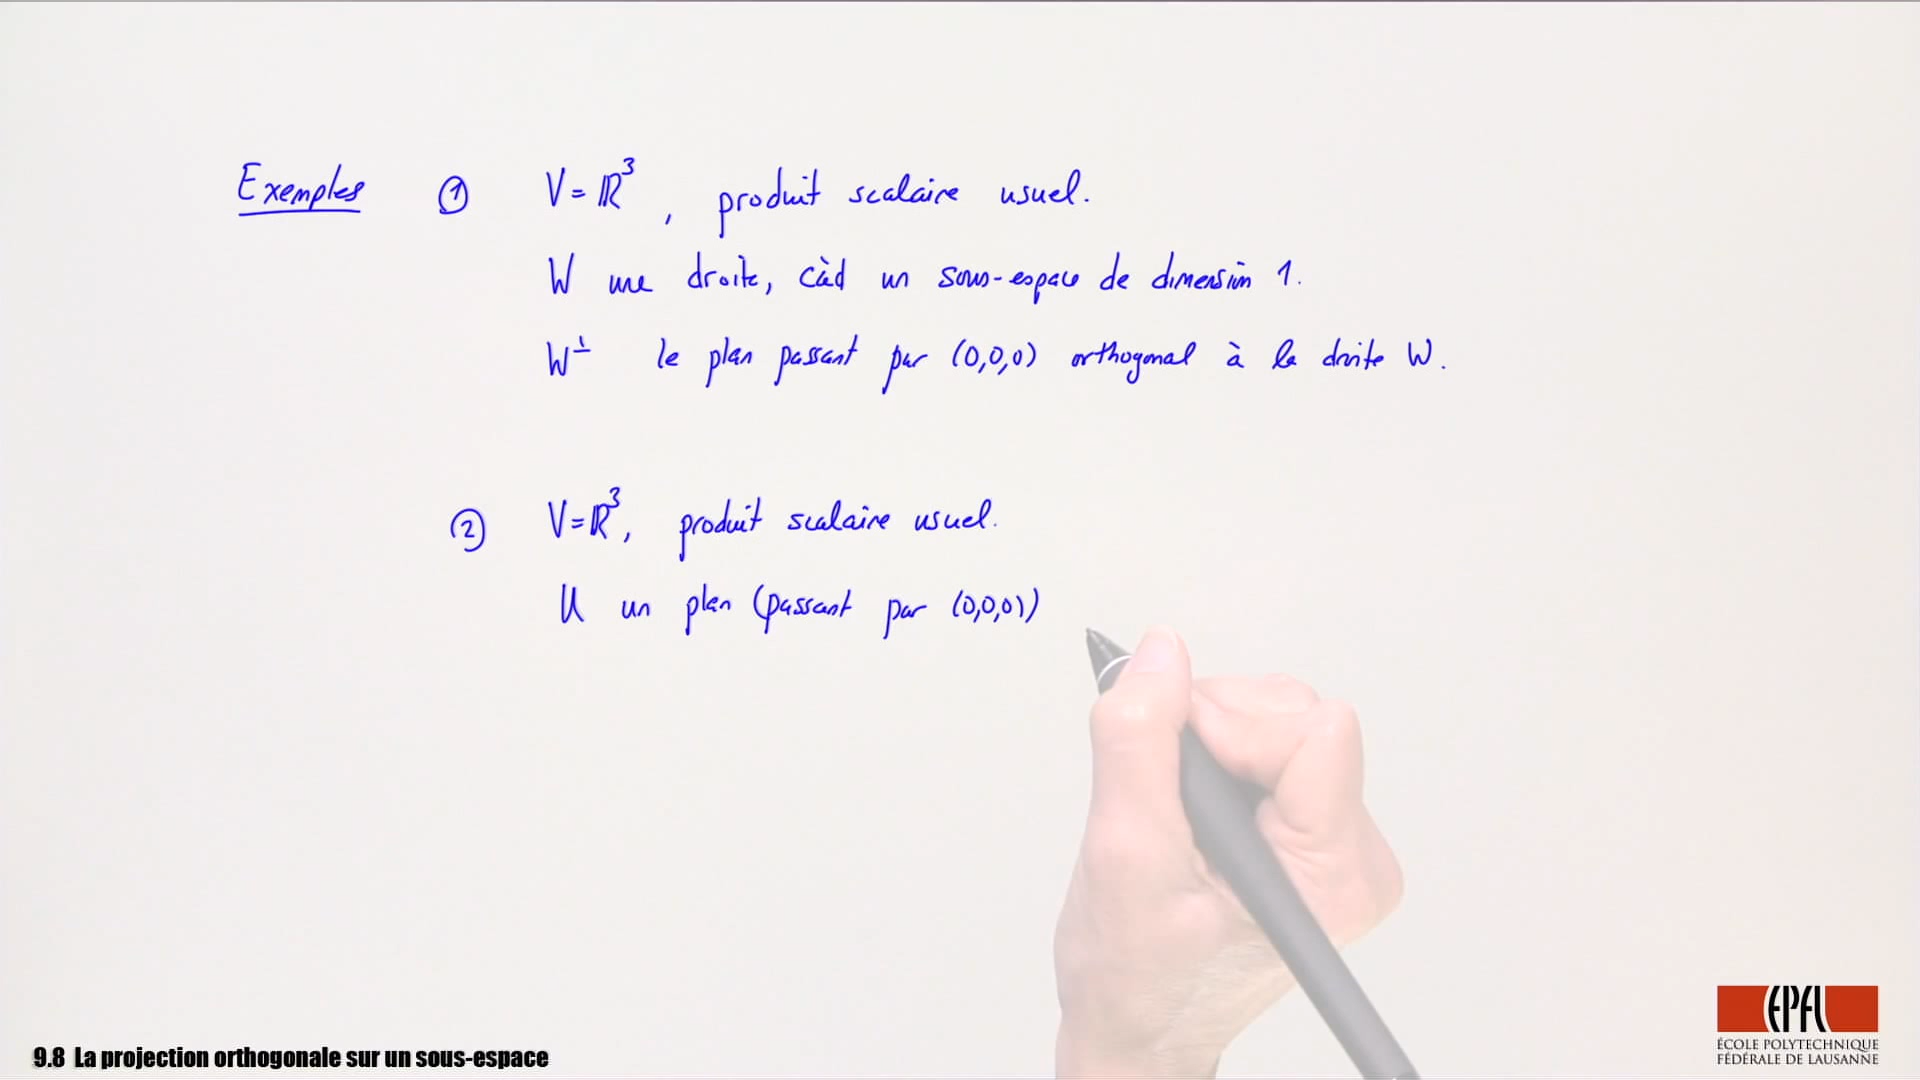 Exemples ① V = ℝ³, produit scalaire usuel.
W une droite, càd un sous-espace de dimension 1.
W⊥ le plan passant par (0,0,0) orthogonal à la droite W.
② V = ℝ³, produit scalaire usuel.
U un plan (passant par (0,0,0))
EPFL
ÉCOLE POLYTECHNIQUE
FÉDÉRALE DE LAUSANNE
9.8 La projection orthogonale sur un sous-espace